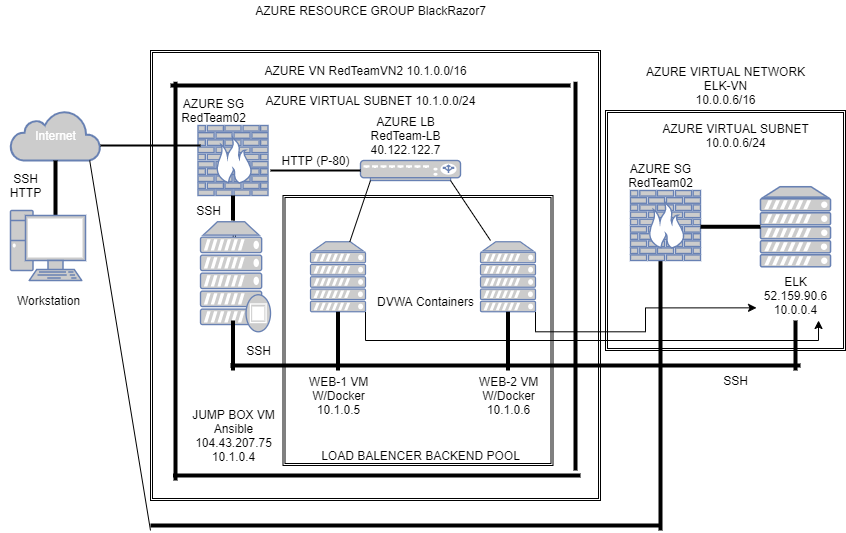 AZURE RESOURCE GROUP BlackRazor7
AZURE VN RedTeamVN2 10.1.0.0/16
AZURE VIRTUAL NETWORK
ELK-VN
10.0.0.6/16
AZURE SG
RedTeam02
AZURE VIRTUAL SUBNET 10.1.0.0/24
AZURE LB
RedTeam-LB
40.122.122.7
AZURE VIRTUAL SUBNET
10.0.0.6/24
Internet
HTTP (P-80)
AZURE SG
RedTeam02
SSH
HTTP
SSH
Workstation
DVWA Containers
ELK
52.159.90.6
10.0.0.4
SSH
SSH
WEB-1 VM
W/Docker
10.1.0.5
WEB-2 VM
W/Docker
10.1.0.6
JUMP BOX VM
Ansible
104.43.207.75
10.1.0.4
LOAD BALENCER BACKEND POOL